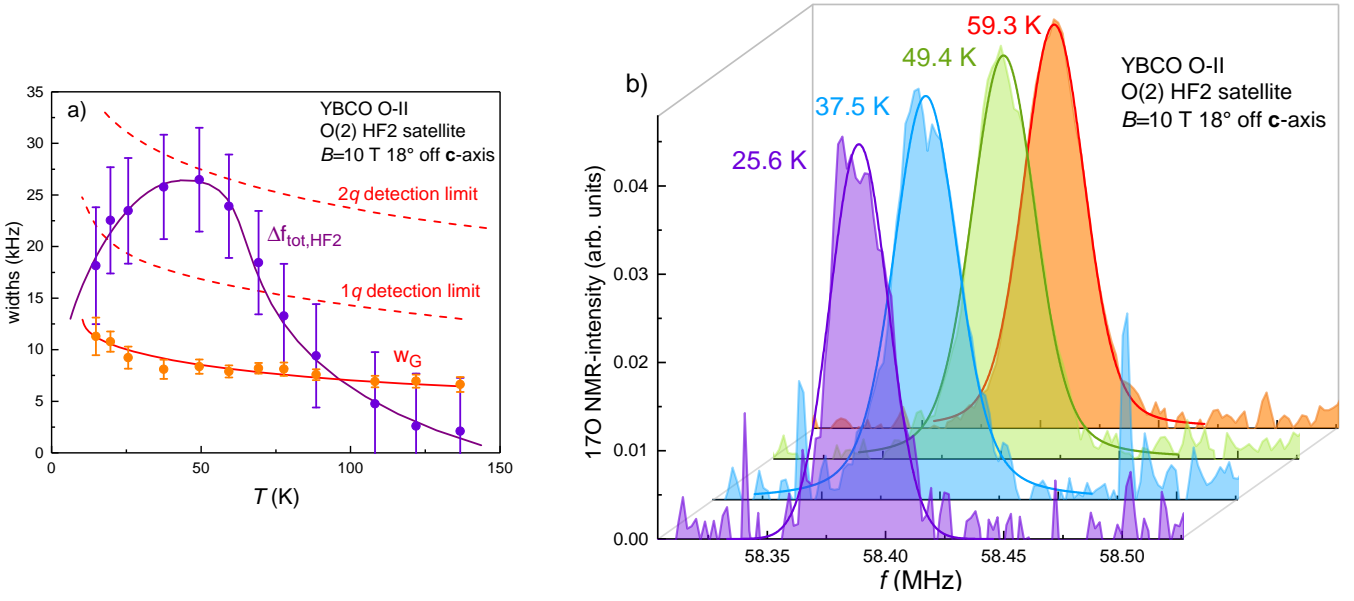 a)
YBCO O-II
O(2) HF2 satellite
B=10 T 18° off c-axis
2q detection limit
Δf_tot,HF2
1q detection limit
w_G
widths (kHz)
35
30
25
20
15
10
5
0
0 50 100 150
T (K)
b)
59.3 K
49.4 K
37.5 K
25.6 K
YBCO O-II
O(2) HF2 satellite
B=10 T 18° off c-axis
17O NMR-intensity (arb. units)
0.04
0.03
0.02
0.01
0.00
58.35 58.40 58.45 58.50
f (MHz)